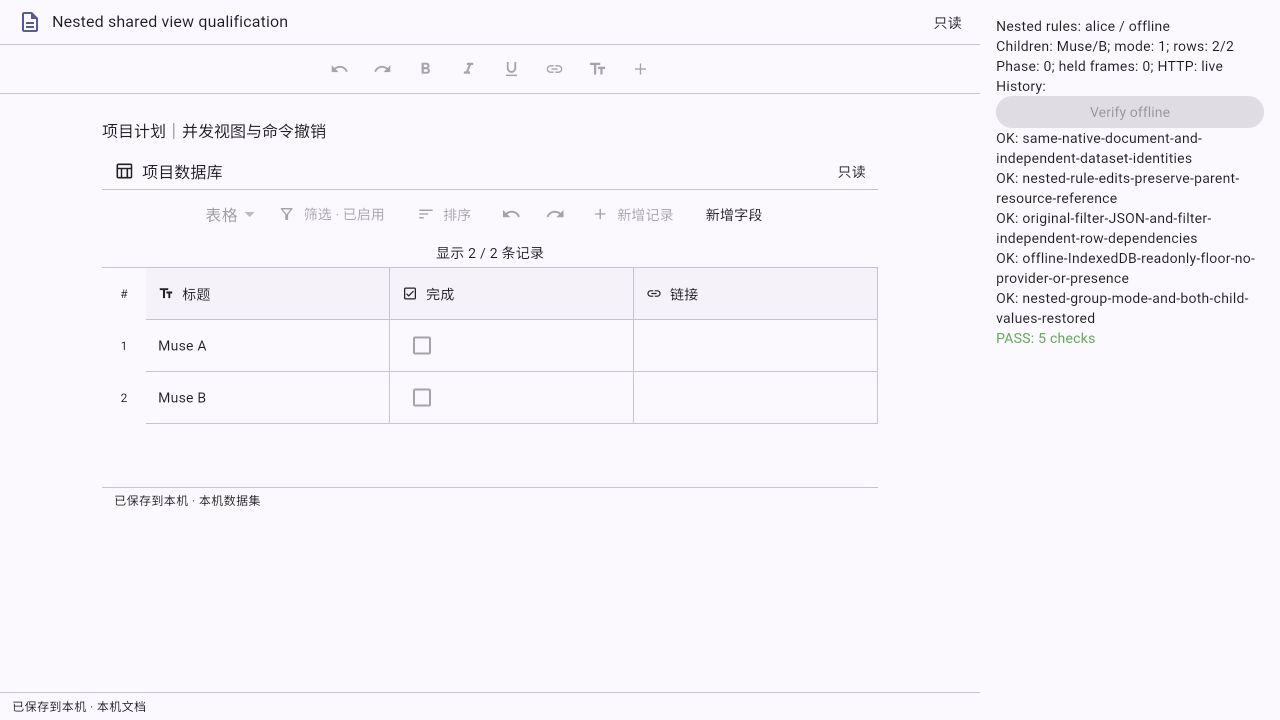 Nested shared view qualification
只读
项目计划｜并发视图与命令撤销
项目数据库
只读
表格
筛选 · 已启用
排序
新增记录
新增字段
显示 2 / 2 条记录
#
标题
完成
链接
1
Muse A
2
Muse B
已保存到本机 · 本机数据集
已保存到本机 · 本机文档
Nested rules: alice / offline
Children: Muse/B; mode: 1; rows: 2/2
Phase: 0; held frames: 0; HTTP: live
History:
Verify offline
OK: same-native-document-and-
independent-dataset-identities
OK: nested-rule-edits-preserve-parent-
resource-reference
OK: original-filter-JSON-and-filter-
independent-row-dependencies
OK: offline-IndexedDB-readonly-floor-no-
provider-or-presence
OK: nested-group-mode-and-both-child-
values-restored
PASS: 5 checks